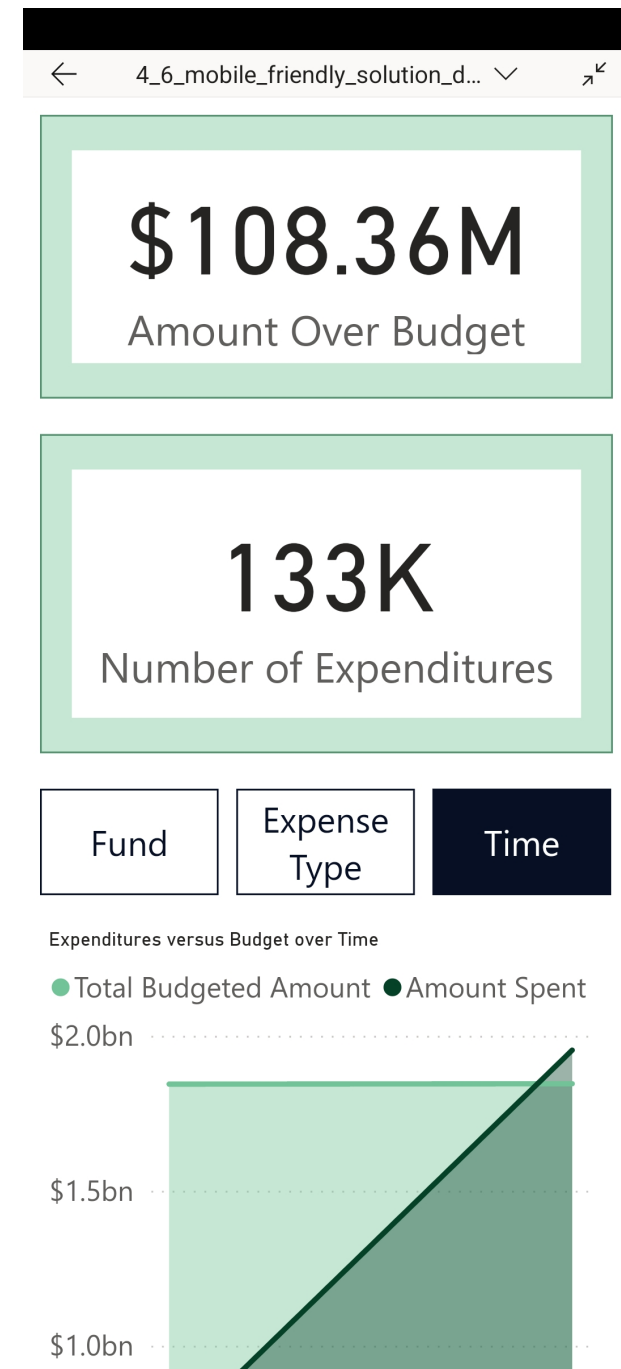 4_6_mobile_friendly_solution_d...
$108.36M
Amount Over Budget
133K
Number of Expenditures
Fund
Expense
Type
Time
Expenditures versus Budget over Time
Total Budgeted Amount Amount Spent
$2.0bn
$1.5bn
$1.0bn